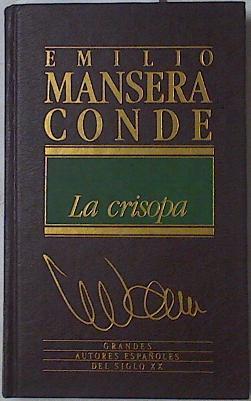 EMILIO
MANSERA
CONDE
La crisopa
GRANDES
AUTORES ESPAÑOLES
DEL SIGLO XX